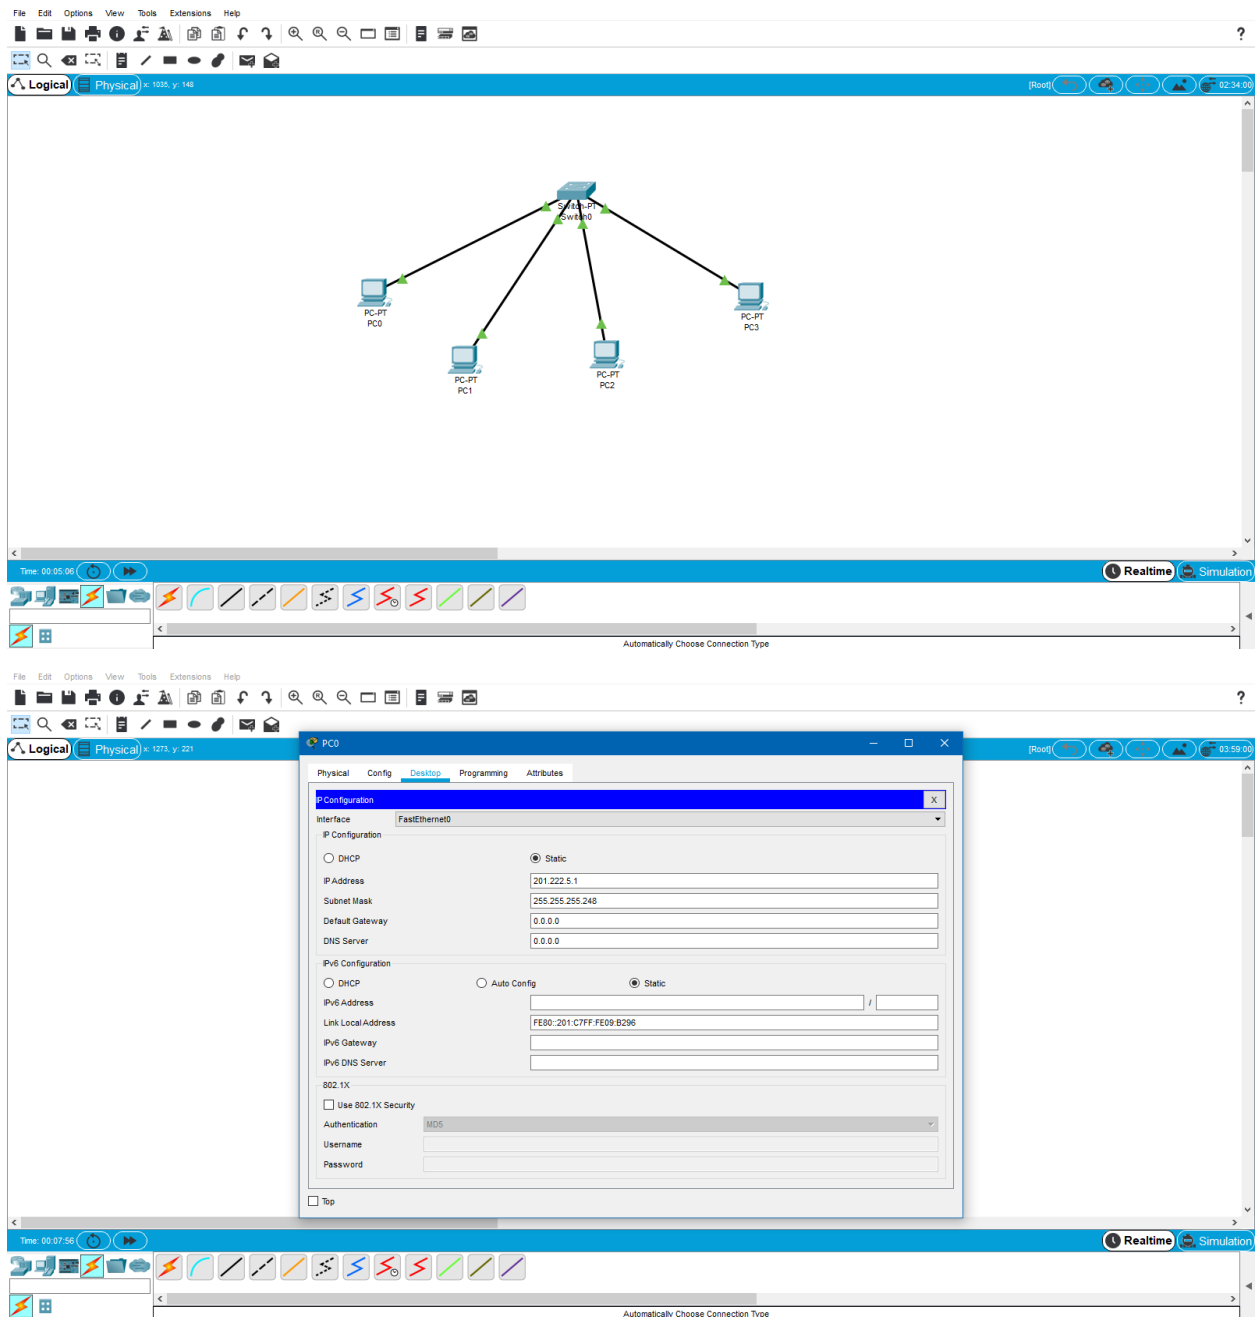 File Edit Options View Tools Extensions Help
?
Logical Physical x: 1035, y: 148 [Root] 02:34:00
Switch-PT
Switch0
PC-PT
PC0
PC-PT
PC3
PC-PT
PC2
PC-PT
PC1
Time: 00:05:06 Realtime Simulation
Automatically Choose Connection Type
File Edit Options View Tools Extensions Help
?
Logical Physical x: 1273, y: 221 [Root] 03:59:00
PC0
Physical Config Desktop Programming Attributes
IP Configuration X
Interface FastEthernet0
IP Configuration
DHCP Static
IP Address 201.222.5.1
Subnet Mask 255.255.255.248
Default Gateway 0.0.0.0
DNS Server 0.0.0.0
IPv6 Configuration
DHCP Auto Config Static
IPv6 Address /
Link Local Address FE80::201:C7FF:FE09:B296
IPv6 Gateway
IPv6 DNS Server
802.1X
Use 802.1X Security
Authentication MD5
Username
Password
Top
Time: 00:07:56 Realtime Simulation
Automatically Choose Connection Type